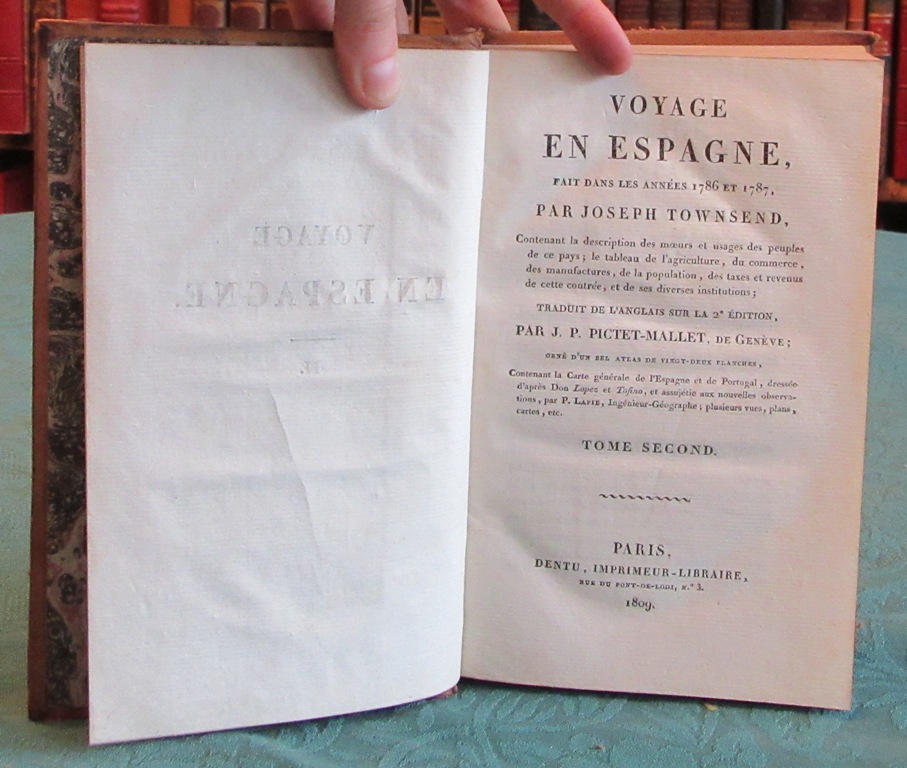 VOYAGE
EN ESPAGNE.
II.
VOYAGE
EN ESPAGNE,
FAIT DANS LES ANNÉES 1786 ET 1787,
PAR JOSEPH TOWNSEND,
Contenant la description des mœurs et usages des peuples
de ce pays; le tableau de l'agriculture, du commerce,
des manufactures, de la population, des taxes et revenus
de cette contrée, et de ses diverses institutions;
TRADUIT DE L'ANGLAIS SUR LA 2e ÉDITION,
PAR J. P. PICTET-MALLET, DE GENÈVE;
ORNÉ D'UN BEL ATLAS DE VINGT-DEUX PLANCHES,
Contenant la Carte générale de l'Espagne et de Portugal, dressée
d'après Don Lopez et Tofino, et assujétie aux nouvelles observa-
tions, par P. LAPIE, Ingénieur-Géographe; plusieurs vues, plans,
cartes, etc.
TOME SECOND.
PARIS,
DENTU, IMPRIMEUR-LIBRAIRE,
RUE DU PONT-DE-LODI, N.° 3.
1809.